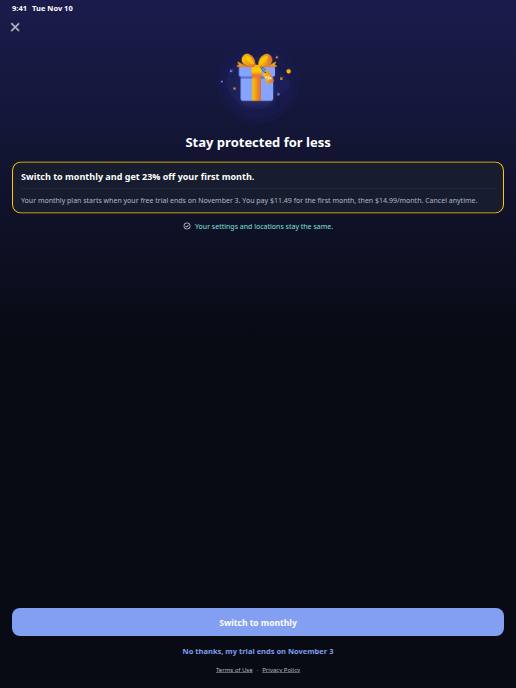 9:41 Tue Nov 10
Stay protected for less
Switch to monthly and get 23% off your first month.
Your monthly plan starts when your free trial ends on November 3. You pay $11.49 for the first month, then $14.99/month. Cancel anytime.
Your settings and locations stay the same.
Switch to monthly
No thanks, my trial ends on November 3
Terms of Use · Privacy Policy